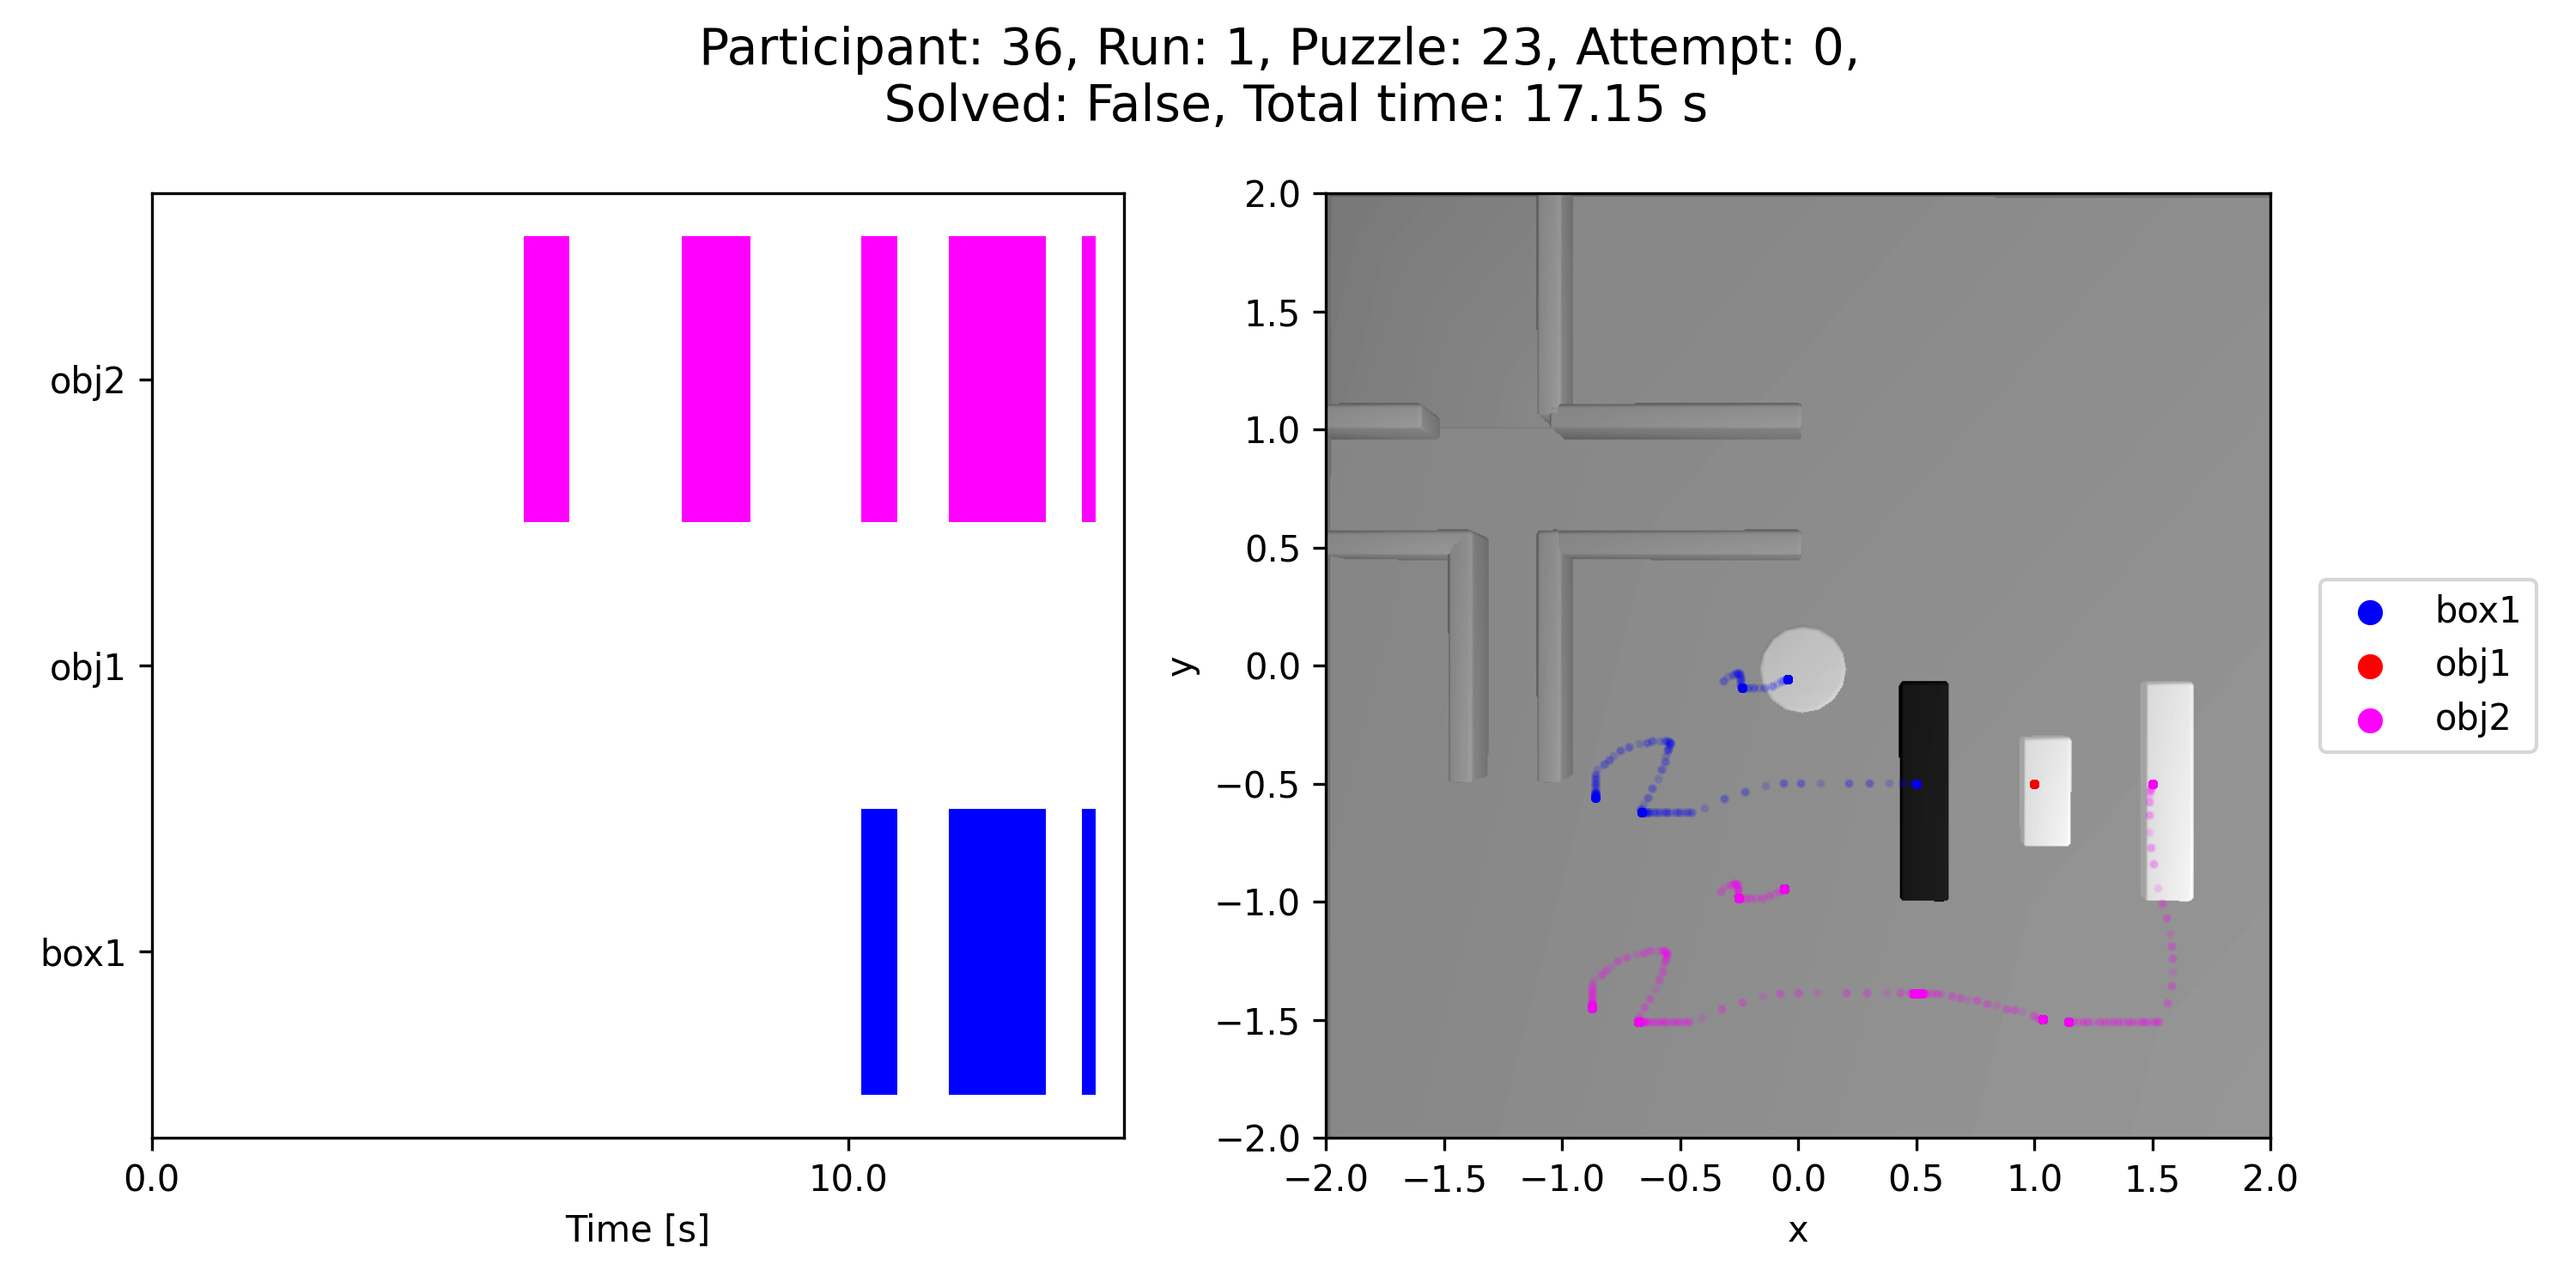 Participant: 36, Run: 1, Puzzle: 23, Attempt: 0,
Solved: False, Total time: 17.15 s
obj2
obj1
box1
0.0
10.0
Time [s]
2.0
1.5
1.0
0.5
0.0
−0.5
−1.0
−1.5
−2.0
y
−2.0
−1.5
−1.0
−0.5
0.0
0.5
1.0
1.5
2.0
x
box1
obj1
obj2